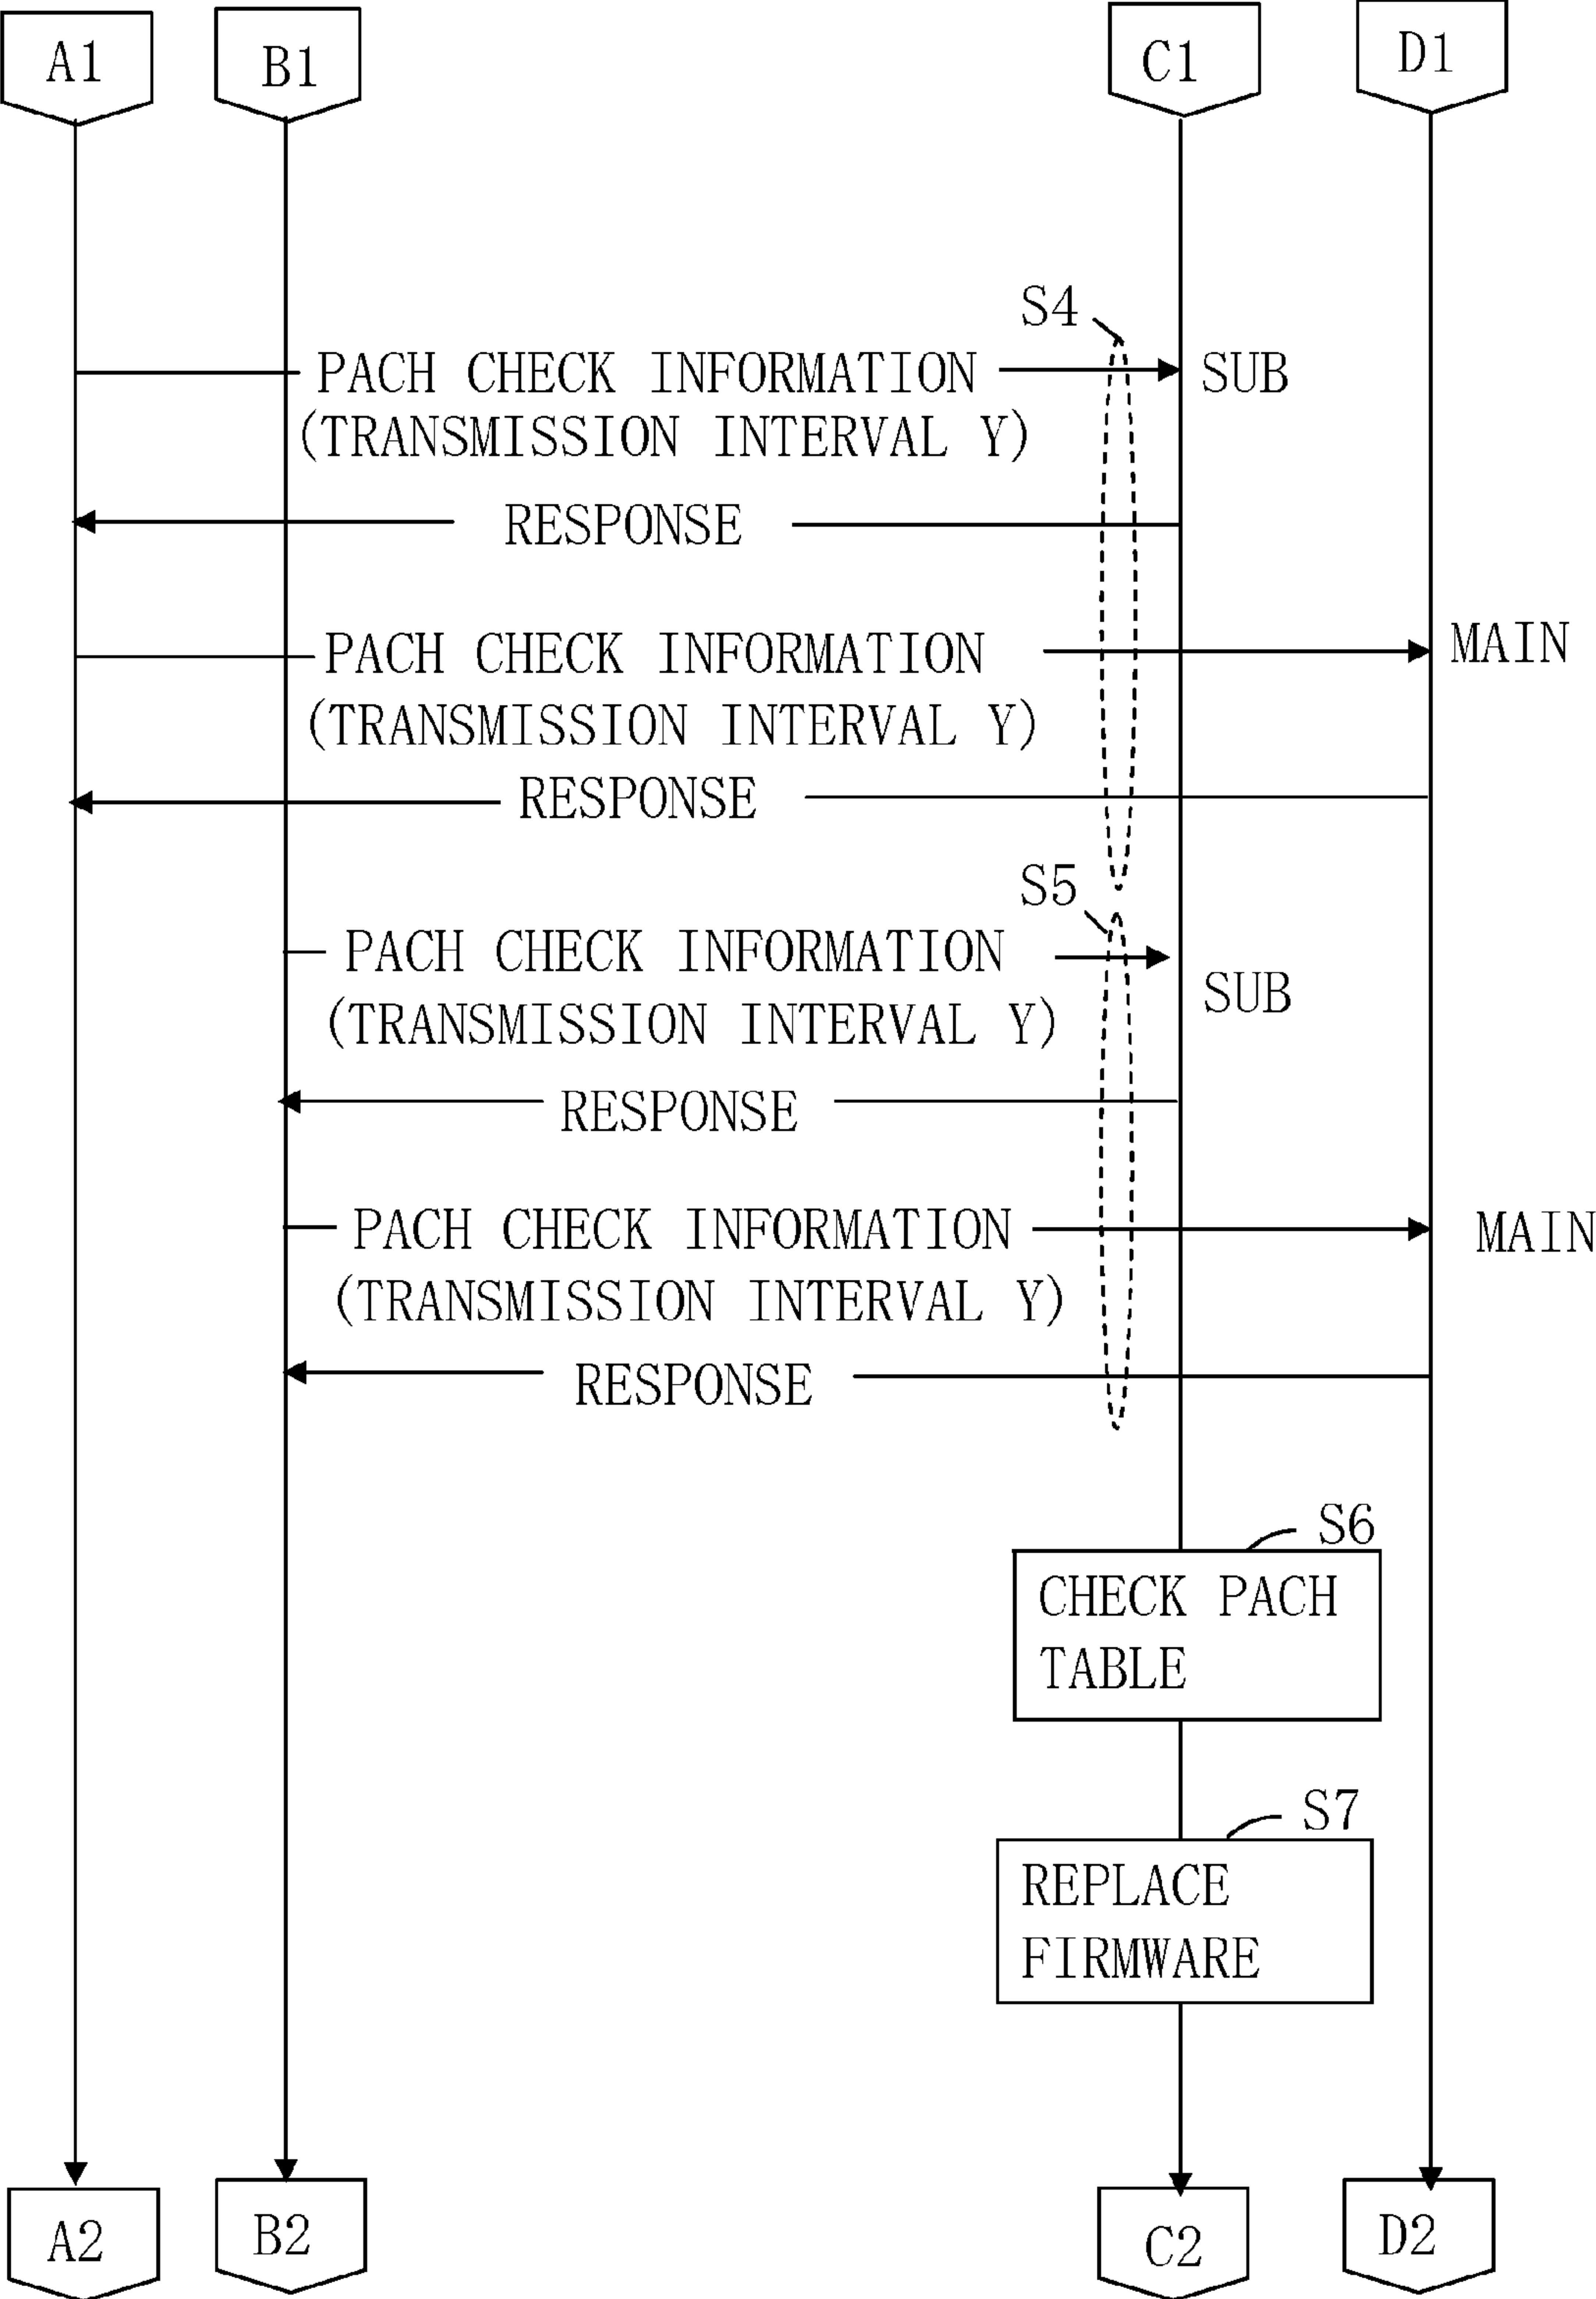 A1
B1
C1
D1
S4
PACH CHECK INFORMATION
SUB
(TRANSMISSION INTERVAL Y)
RESPONSE
PACH CHECK INFORMATION
MAIN
(TRANSMISSION INTERVAL Y)
RESPONSE
S5
PACH CHECK INFORMATION
SUB
(TRANSMISSION INTERVAL Y)
RESPONSE
PACH CHECK INFORMATION
MAIN
(TRANSMISSION INTERVAL Y)
RESPONSE
S6
CHECK PACH
TABLE
S7
REPLACE
FIRMWARE
A2
B2
C2
D2